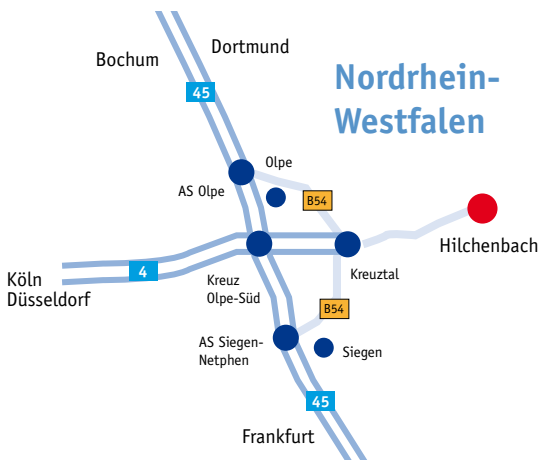 Dortmund
Bochum
Nordrhein-
Westfalen
45
Olpe
AS Olpe
B54
Hilchenbach
4
Köln
Düsseldorf
Kreuz
Olpe-Süd
Kreuztal
B54
AS Siegen-
Netphen
Siegen
45
Frankfurt